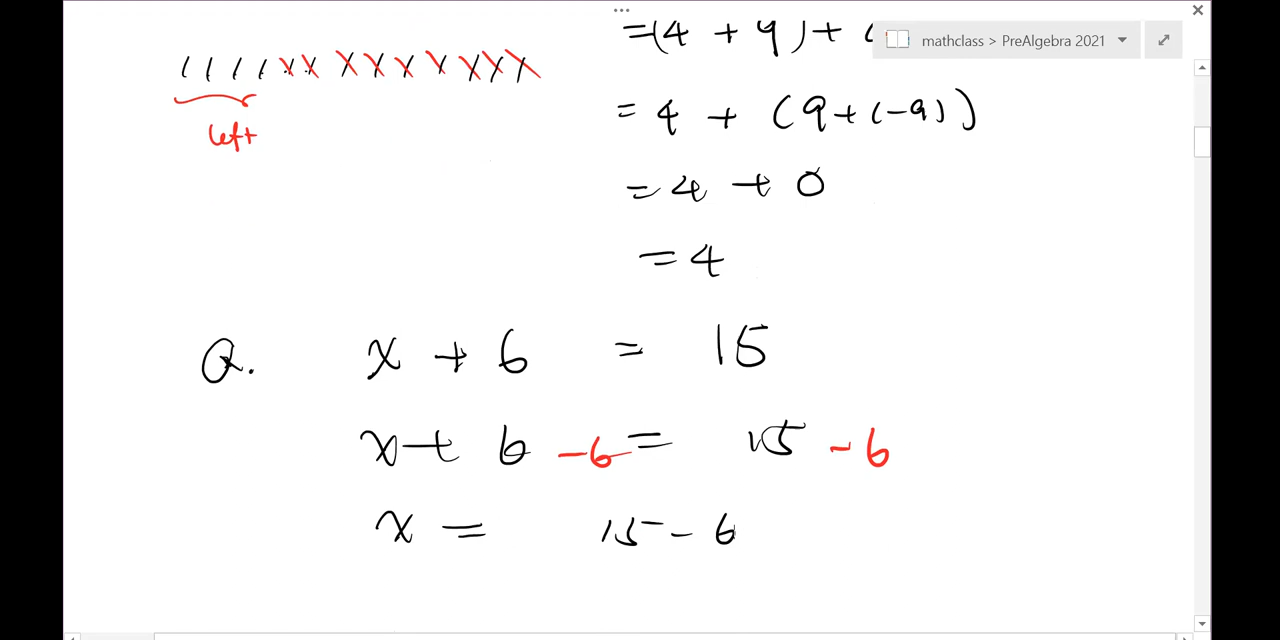 =(4 + 9) + (
mathclass > PreAlgebra 2021
left
= 4 + (9+(-9))
= 4 + 0
= 4
Q. x + 6 = 15
x + 6 -6 = 15 -6
x = 15 - 6